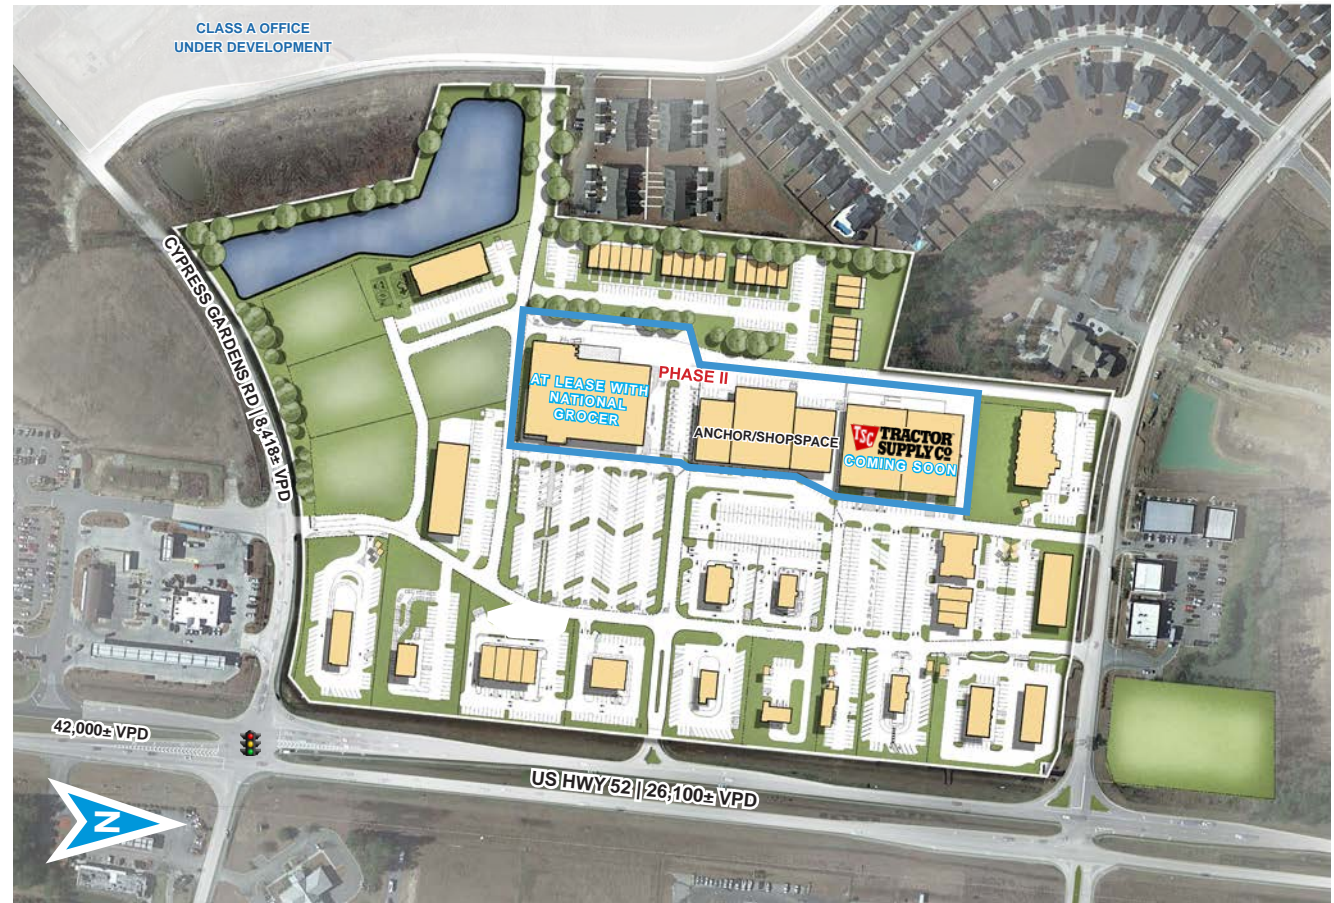 CLASS A OFFICE
UNDER DEVELOPMENT
CYPRESS GARDENS RD | 8,418± VPD
PHASE II
AT LEASE WITH
NATIONAL
GROCER
ANCHOR/SHOPSPACE
TSC TRACTOR
SUPPLY CO
COMING SOON
42,000± VPD
US HWY 52 | 26,100± VPD
N